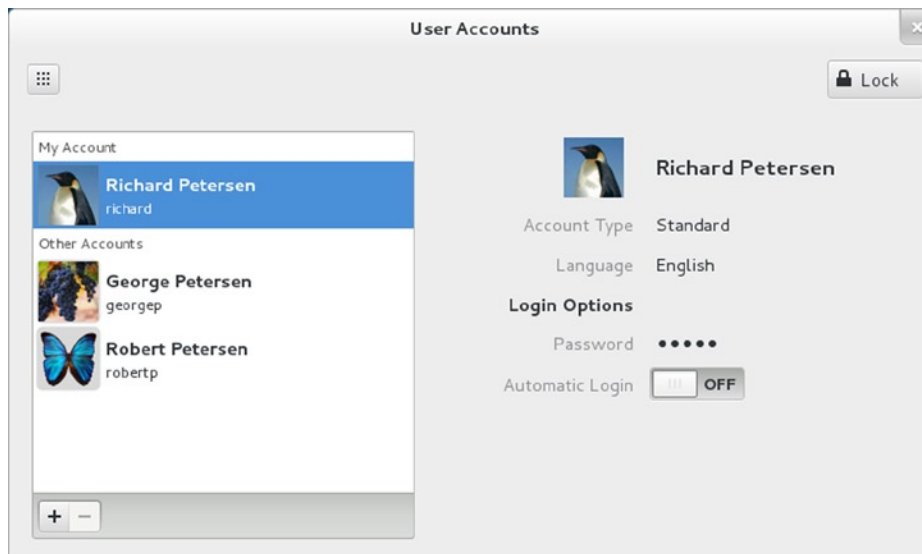 User Accounts
Lock
My Account
Richard Petersen
richard
Other Accounts
George Petersen
georgep
Robert Petersen
robertp
Richard Petersen
Account Type Standard
Language English
Login Options
Password •••••
Automatic Login OFF